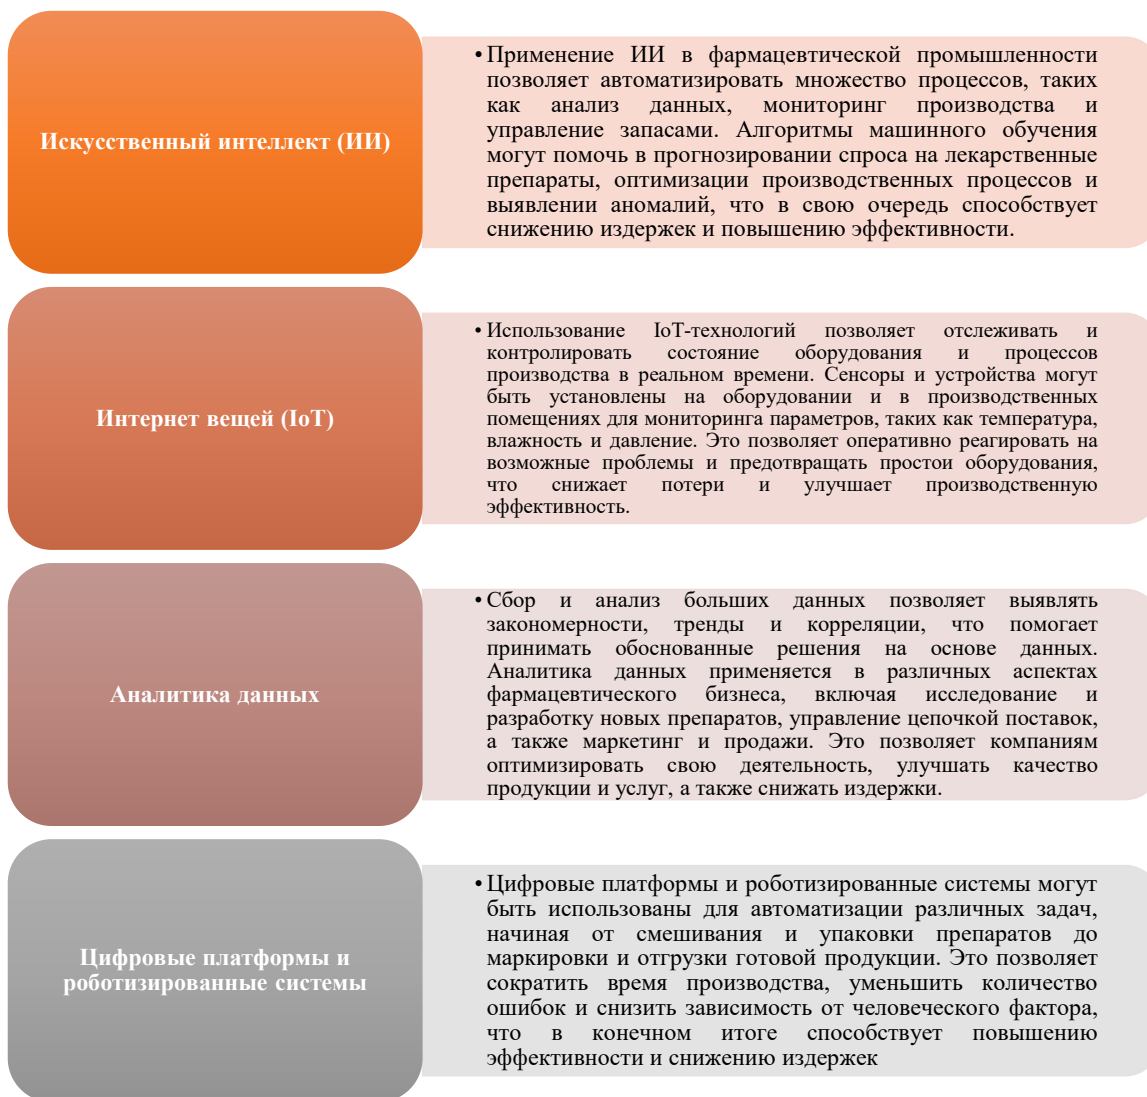 Искусственный интеллект (ИИ)
• Применение ИИ в фармацевтической промышленности
позволяет автоматизировать множество процессов, таких
как анализ данных, мониторинг производства и
управление запасами. Алгоритмы машинного обучения
могут помочь в прогнозировании спроса на лекарственные
препараты, оптимизации производственных процессов и
выявлении аномалий, что в свою очередь способствует
снижению издержек и повышению эффективности.
Интернет вещей (IoT)
• Использование IoT-технологий позволяет отслеживать и
контролировать состояние оборудования и процессов
производства в реальном времени. Сенсоры и устройства могут
быть установлены на оборудовании и в производственных
помещениях для мониторинга параметров, таких как температура,
влажность и давление. Это позволяет оперативно реагировать на
возможные проблемы и предотвращать простои оборудования,
что снижает потери и улучшает производственную
эффективность.
Аналитика данных
• Сбор и анализ больших данных позволяет выявлять
закономерности, тренды и корреляции, что помогает
принимать обоснованные решения на основе данных.
Аналитика данных применяется в различных аспектах
фармацевтического бизнеса, включая исследование и
разработку новых препаратов, управление цепочкой поставок,
а также маркетинг и продажи. Это позволяет компаниям
оптимизировать свою деятельность, улучшать качество
продукции и услуг, а также снижать издержки.
Цифровые платформы и
роботизированные системы
• Цифровые платформы и роботизированные системы могут
быть использованы для автоматизации различных задач,
начиная от смешивания и упаковки препаратов до
маркировки и отгрузки готовой продукции. Это позволяет
сократить время производства, уменьшить количество
ошибок и снизить зависимость от человеческого фактора,
что в конечном итоге способствует повышению
эффективности и снижению издержек